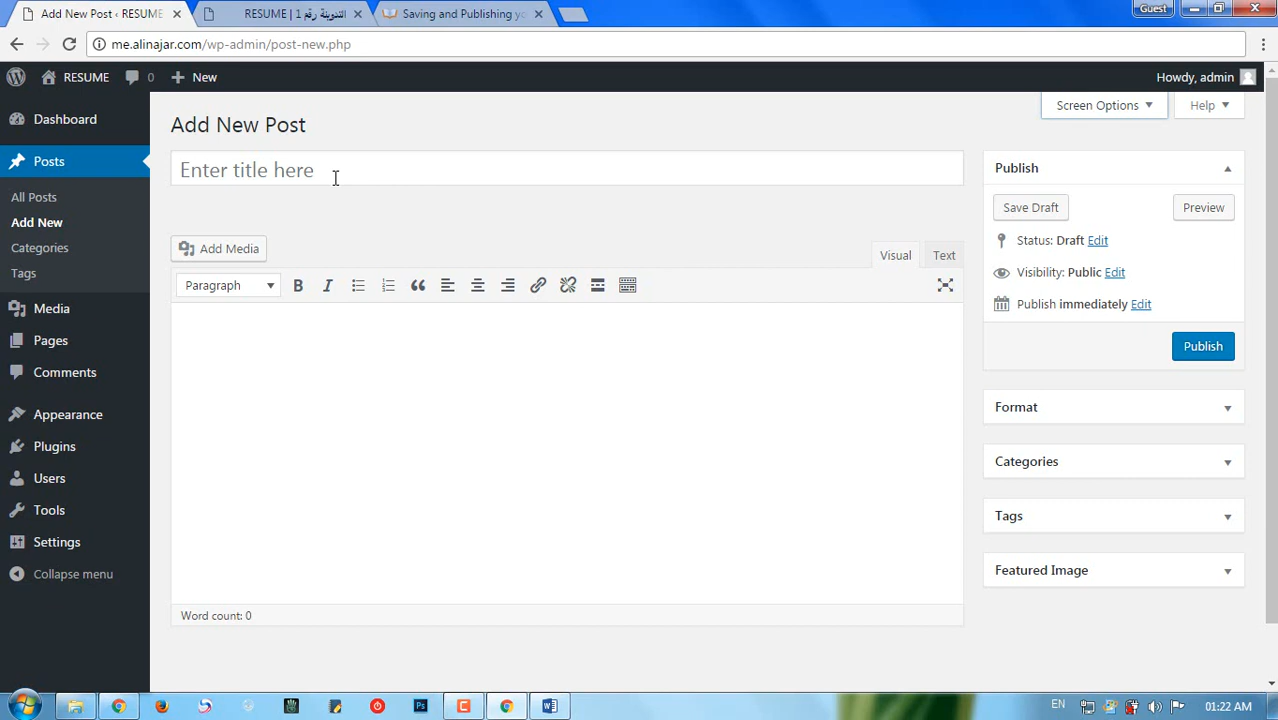 Add New Post ‹ RESUME
RESUME | التدوينة رقم 1
Saving and Publishing yo
Guest
me.alinajar.com/wp-admin/post-new.php
RESUME
0
New
Howdy, admin
Screen Options
Help
Dashboard
Posts
All Posts
Add New
Categories
Tags
Media
Pages
Comments
Appearance
Plugins
Users
Tools
Settings
Collapse menu
Add New Post
Enter title here
Add Media
Visual
Text
Paragraph
B I
Word count: 0
Publish
Save Draft
Preview
Status: Draft Edit
Visibility: Public Edit
Publish immediately Edit
Publish
Format
Categories
Tags
Featured Image
Ps
EN
01:22 AM